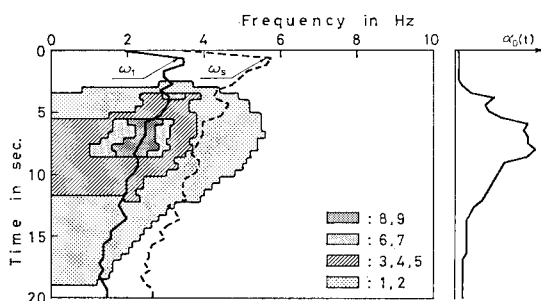 Frequency in Hz
0 2 4 6 8 10
α₀(t)
0
ω₁ ωₛ
5
10
15
20
Time in sec.
: 8,9
: 6,7
: 3,4,5
: 1,2